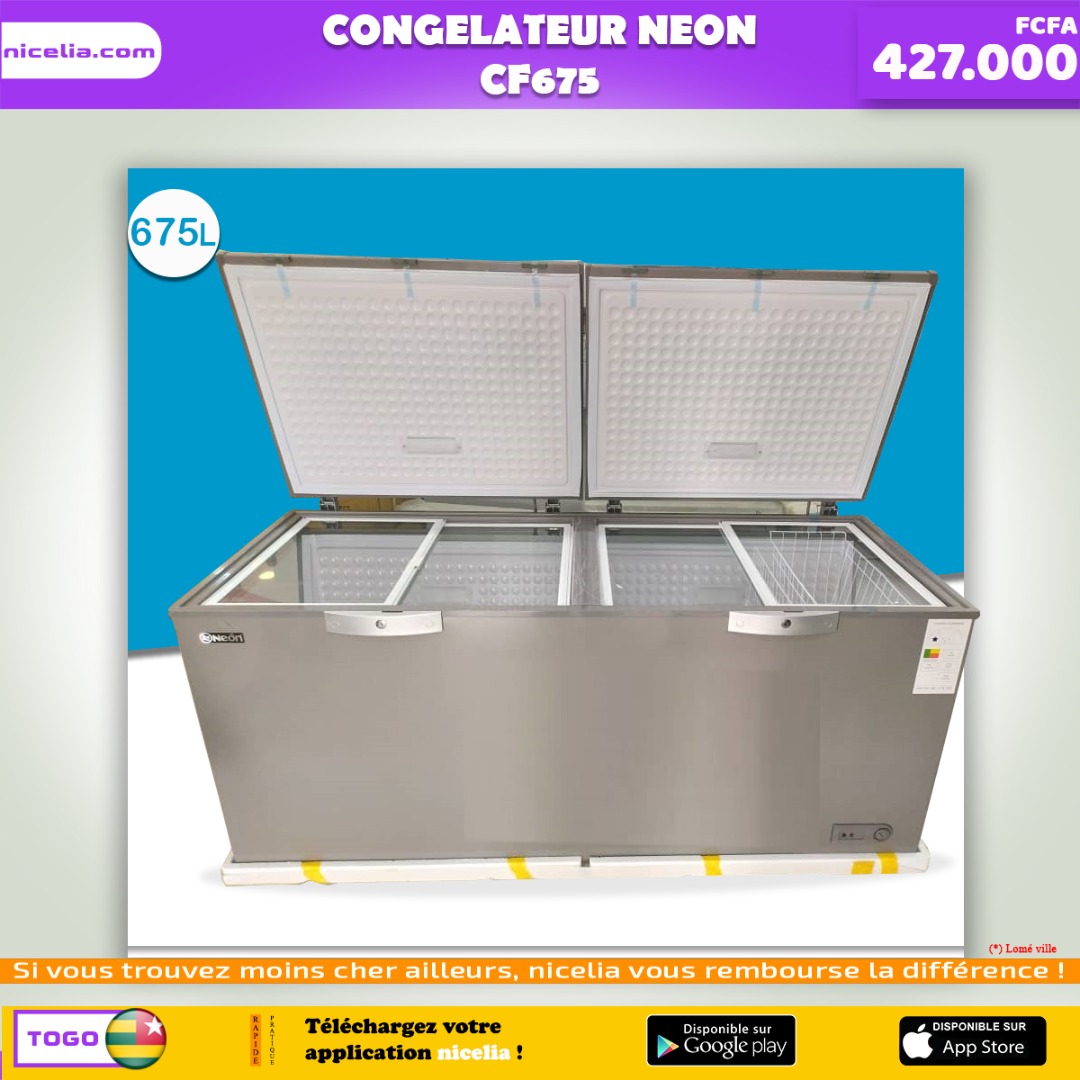 nicelia.com
CONGELATEUR NEON
CF675
FCFA
427.000
675L
Neon
(*) Lomé ville
Si vous trouvez moins cher ailleurs, nicelia vous rembourse la différence !
TOGO
RAPIDE
PRATIQUE
Téléchargez votre
application nicelia !
Disponible sur
Google play
DISPONIBLE SUR
App Store